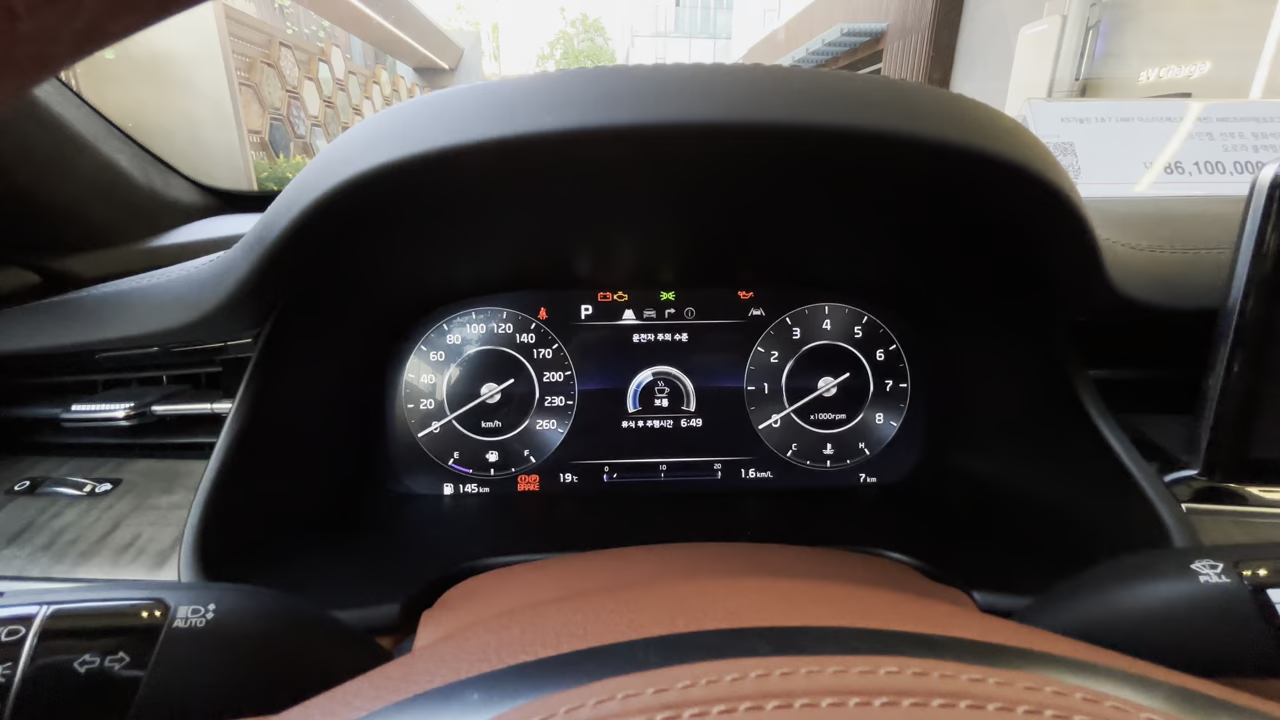 EV Charge
86,100,000
P
운전자 주의 수준
보통
휴식 후 주행시간 6:49
0 20 40 60 80 100 120 140 170 200 230 260
km/h
E F
0 1 2 3 4 5 6 7 8
x1000rpm
C H
145 km
BRAKE
19℃
0 10 20
1.6 km/L
7 km
AUTO
PULL